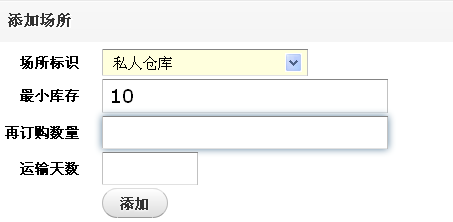 添加场所
场所标识 私人仓库
最小库存 10
再订购数量
运输天数
添加